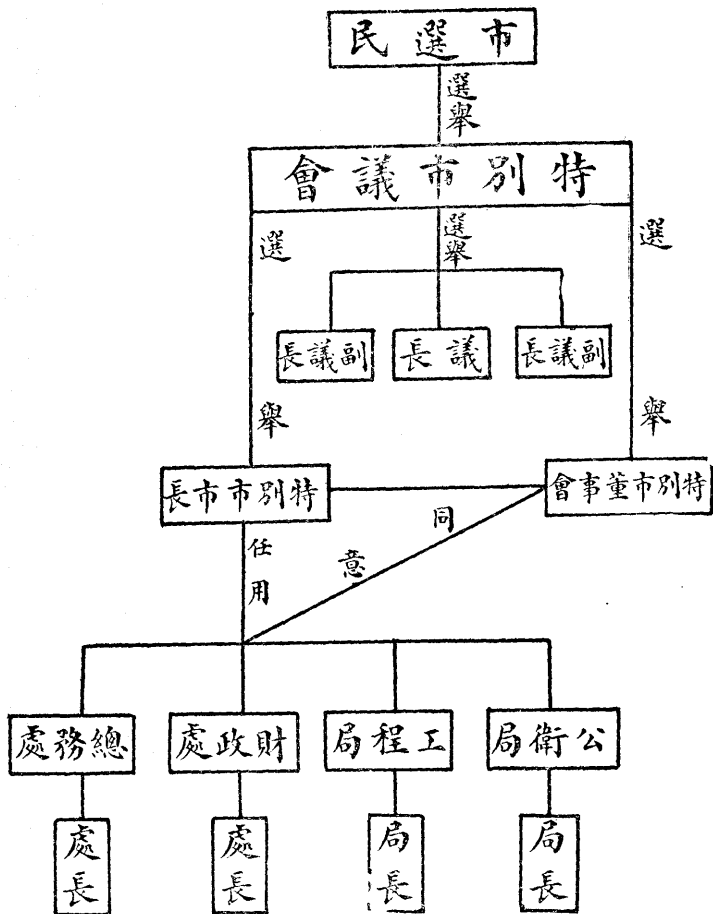 市選民
選舉
特別市議會
選舉
選舉
選舉
副議長
議長
副議長
特別市董事會
特別市市長
同意
任用
公衛局
工程局
財政處
總務處
局長
局長
處長
處長